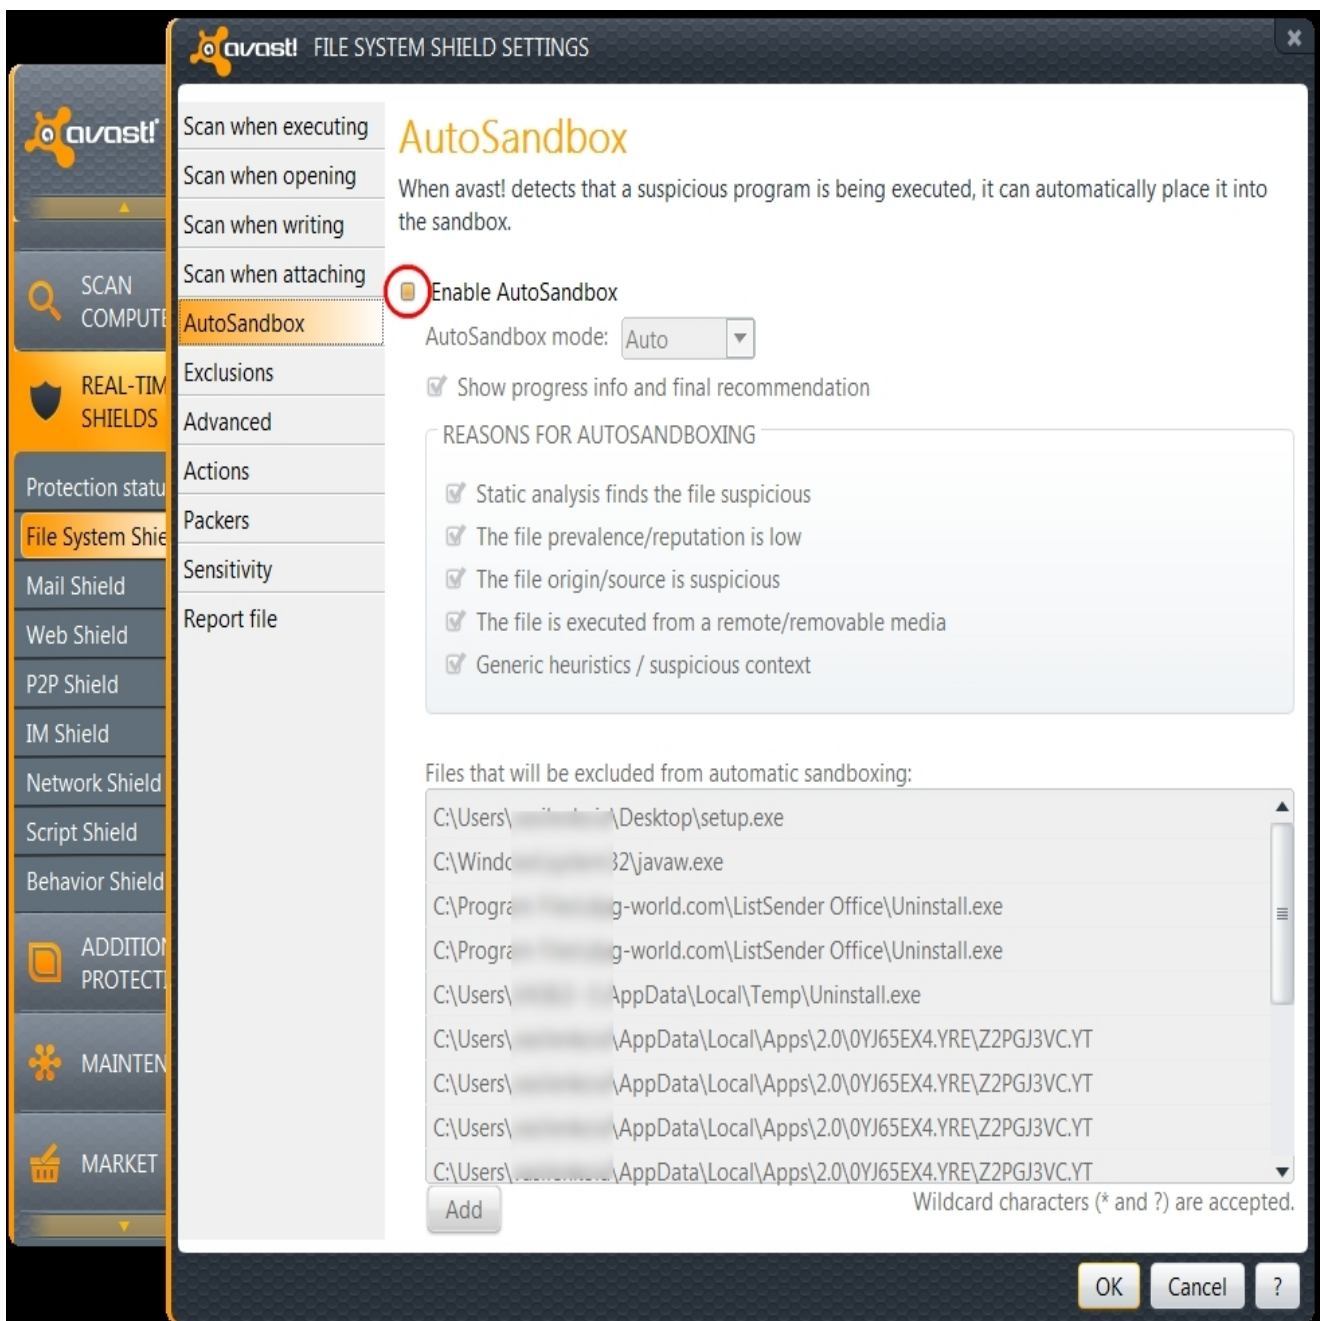 avast! FILE SYSTEM SHIELD SETTINGS
avast!
SCAN
COMPUTE
REAL-TIM
SHIELDS
Protection statu
File System Shie
Mail Shield
Web Shield
P2P Shield
IM Shield
Network Shield
Script Shield
Behavior Shield
ADDITION
PROTECTI
MAINTEN
MARKET
Scan when executing
Scan when opening
Scan when writing
Scan when attaching
AutoSandbox
Exclusions
Advanced
Actions
Packers
Sensitivity
Report file
AutoSandbox
When avast! detects that a suspicious program is being executed, it can automatically place it into
the sandbox.
Enable AutoSandbox
AutoSandbox mode: Auto
Show progress info and final recommendation
REASONS FOR AUTOSANDBOXING
Static analysis finds the file suspicious
The file prevalence/reputation is low
The file origin/source is suspicious
The file is executed from a remote/removable media
Generic heuristics / suspicious context
Files that will be excluded from automatic sandboxing:
C:\Users\ \Desktop\setup.exe
C:\Windo 32\javaw.exe
C:\Progra g-world.com\ListSender Office\Uninstall.exe
C:\Progra g-world.com\ListSender Office\Uninstall.exe
C:\Users\ AppData\Local\Temp\Uninstall.exe
C:\Users\ \AppData\Local\Apps\2.0\0YJ65EX4.YRE\Z2PGJ3VC.YT
C:\Users\ \AppData\Local\Apps\2.0\0YJ65EX4.YRE\Z2PGJ3VC.YT
C:\Users\ \AppData\Local\Apps\2.0\0YJ65EX4.YRE\Z2PGJ3VC.YT
C:\Users\ \AppData\Local\Apps\2.0\0YJ65EX4.YRE\Z2PGJ3VC.YT
Add
Wildcard characters (* and ?) are accepted.
OK Cancel ?